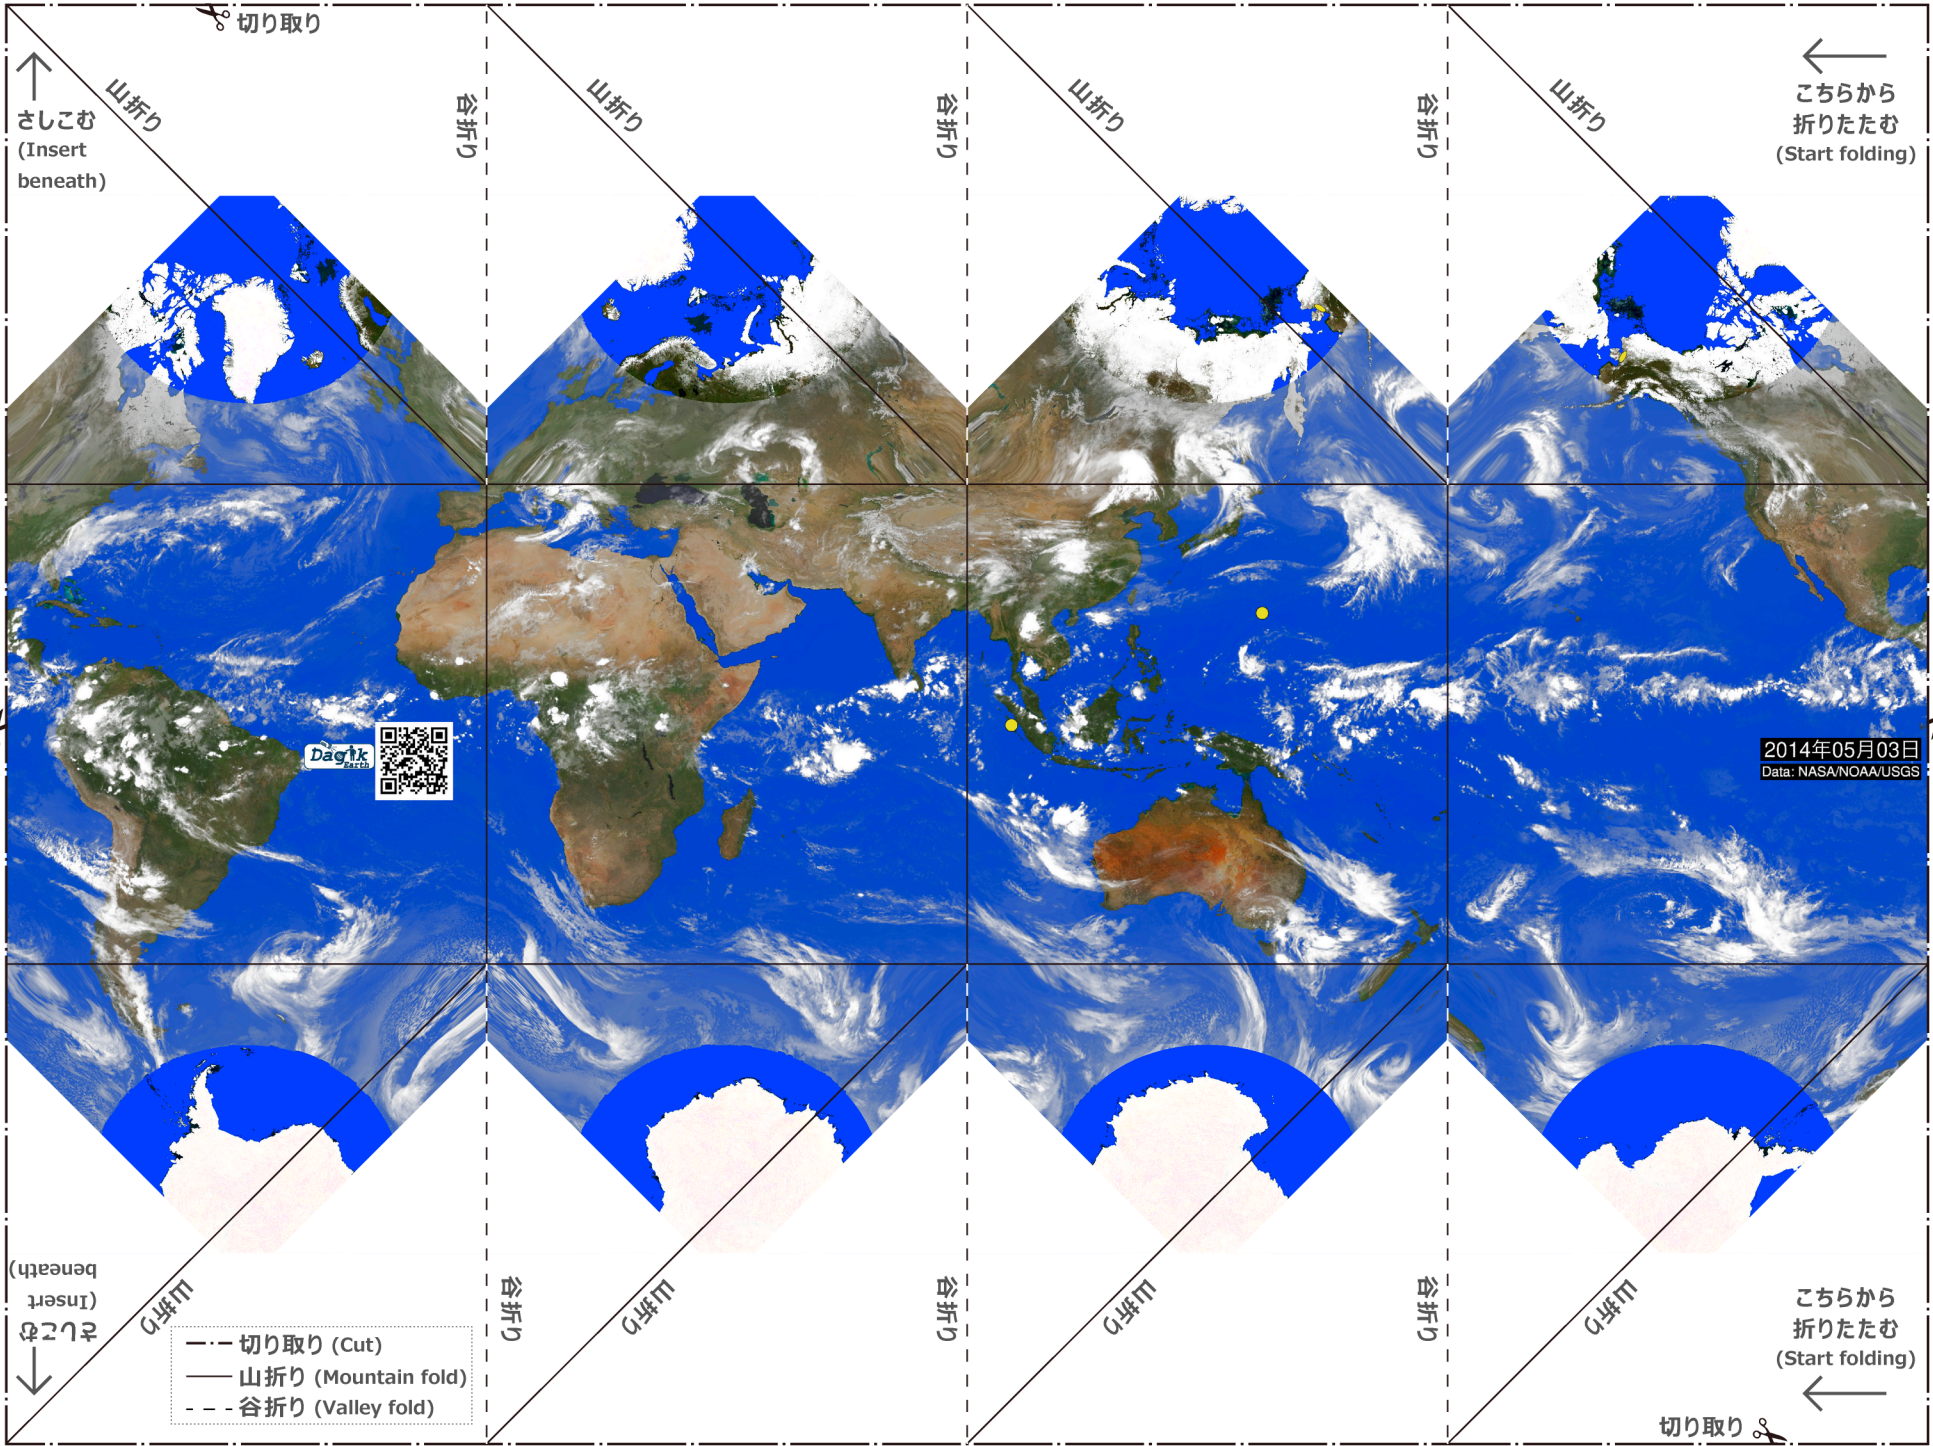 切り取り
山折り
山折り
山折り
山折り
谷折り
谷折り
谷折り
さしこむ
(Insert
beneath)
こちらから
折りたたむ
(Start folding)
Dagik
Earth
2014年05月03日
Data: NASA/NOAA/USGS
さしこむ
(Insert
beneath)
山折り
山折り
山折り
山折り
谷折り
谷折り
谷折り
切り取り (Cut)
山折り (Mountain fold)
谷折り (Valley fold)
こちらから
折りたたむ
(Start folding)
切り取り